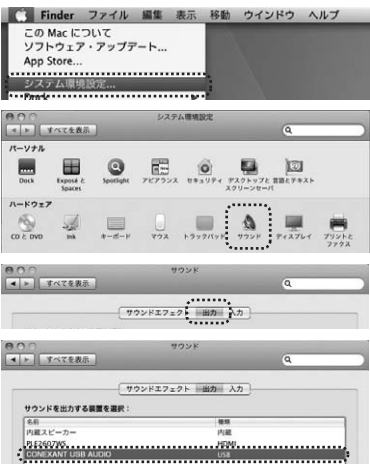 Finder ファイル 編集 表示 移動 ウインドウ ヘルプ
この Mac について
ソフトウェア・アップデート...
App Store...
システム環境設定...
Dock
システム環境設定
すべてを表示
パーソナル
Dock
Exposé と
Spaces
Spotlight
アピアランス
セキュリティ
デスクトップと
スクリーンセーバ
言語とテキスト
ハードウェア
CD と DVD
Ink
キーボード
マウス
トラックパッド
サウンド
ディスプレイ
プリントと
ファクス
サウンド
すべてを表示
サウンドエフェクト 出力 入力
サウンド
すべてを表示
サウンドエフェクト 出力 入力
サウンドを出力する装置を選択：
名前 種類
内蔵スピーカー 内蔵
PLE2607WS HDMI
CONEXANT USB AUDIO USB